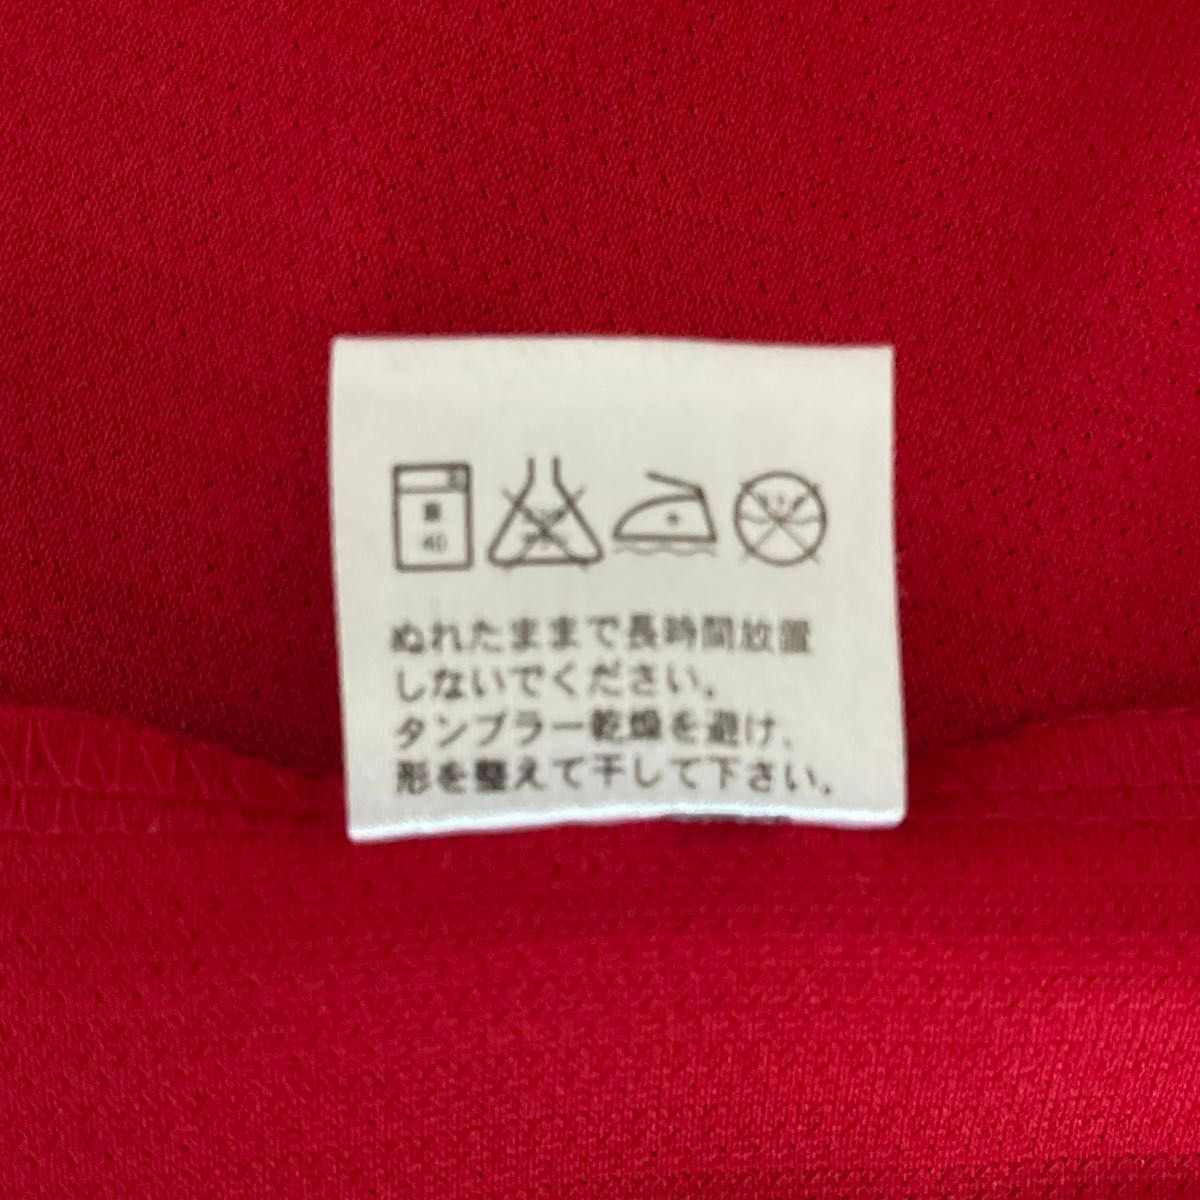 40
ぬれたままで長時間放置
しないでください。
タンブラー乾燥を避け、
形を整えて干して下さい。